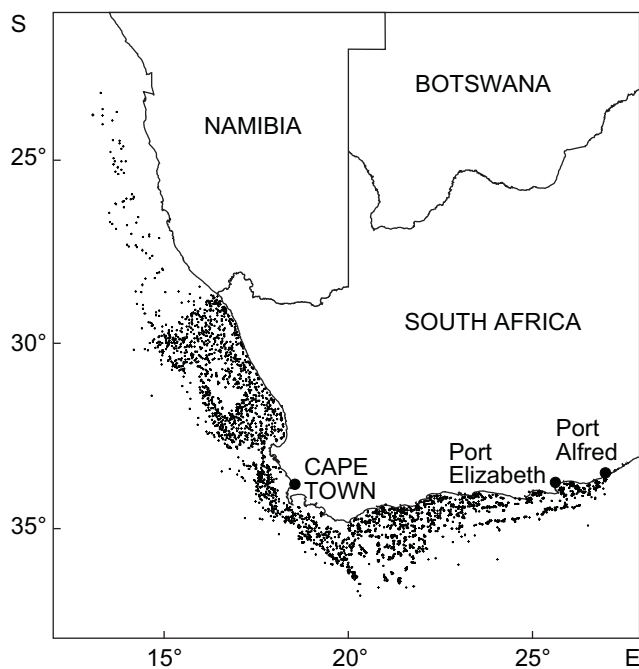 S
BOTSWANA
NAMIBIA
25°
30°
SOUTH AFRICA
Port
Alfred
Port
Elizabeth
CAPE
TOWN
35°
15°
20°
25°
E